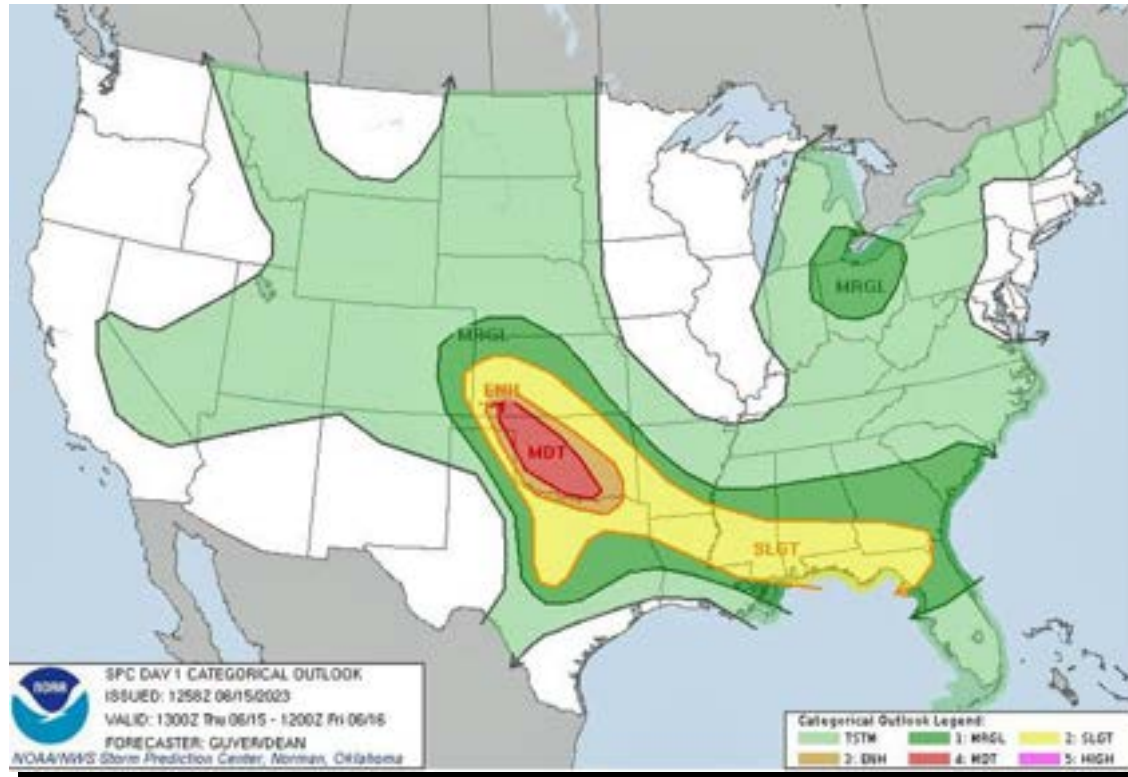 MRGL
MRGL
ENH
MDT
SLGT
NOAA
SPC DAY 1 CATEGORICAL OUTLOOK
ISSUED: 1258Z 06/15/2023
VALID: 1300Z Thu 06/15 - 1200Z Fri 06/16
FORECASTER: GUYER/DEAN
NOAA/NWS Storm Prediction Center, Norman, Oklahoma
Categorical Outlook Legend:
TSTM 1: MRGL 2: SLGT
3: ENH 4: MDT 5: HIGH